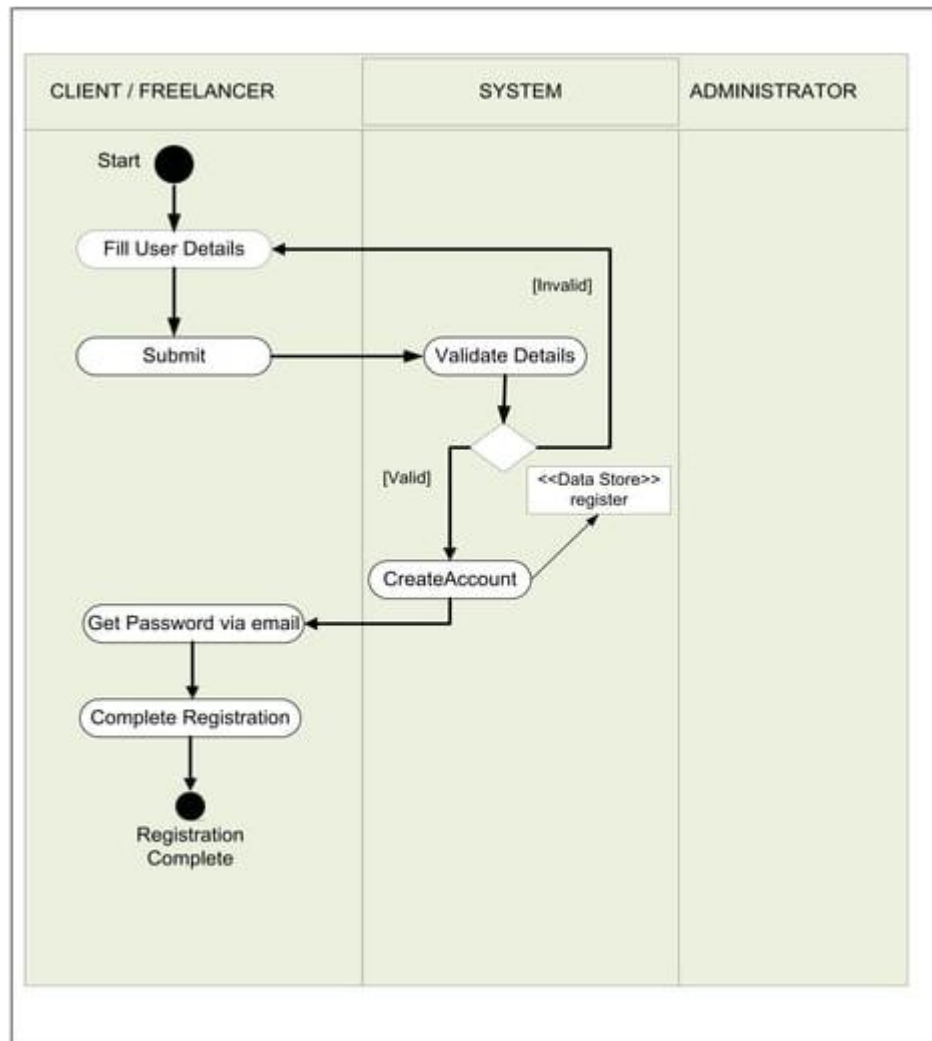 CLIENT / FREELANCER
SYSTEM
ADMINISTRATOR
Start
Fill User Details
[Invalid]
Submit
Validate Details
[Valid]
<<Data Store>>
register
CreateAccount
Get Password via email
Complete Registration
Registration
Complete